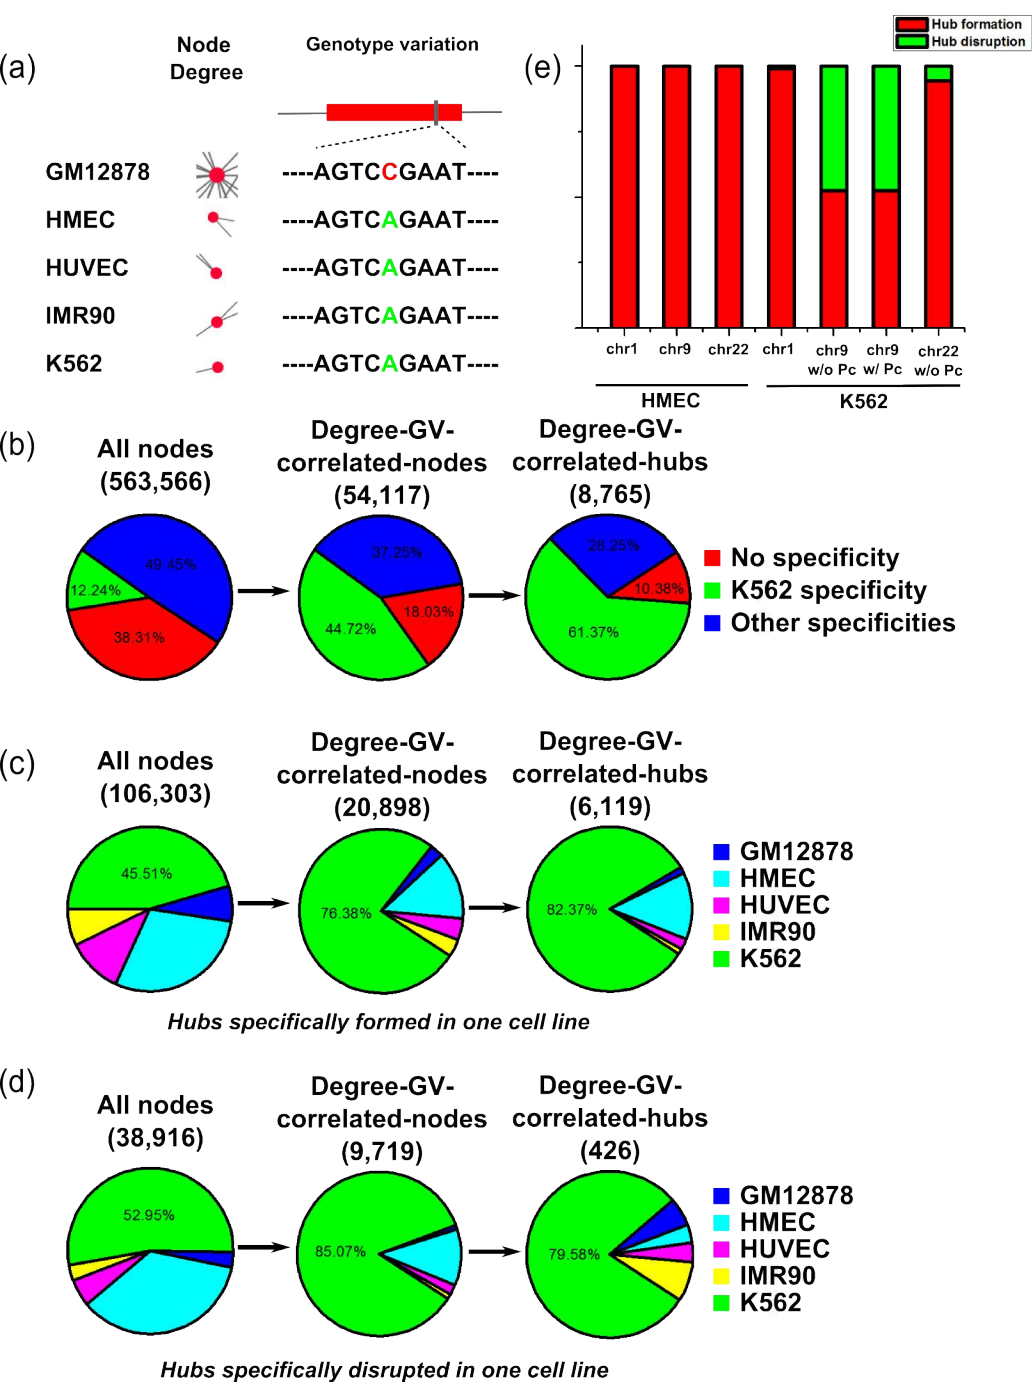 (a)
Node
Degree
Genotype variation
GM12878
----AGTCCGAAT----
HMEC
----AGTCAGAAT----
HUVEC
----AGTCAGAAT----
IMR90
----AGTCAGAAT----
K562
----AGTCAGAAT----
(e)
Hub formation
Hub disruption
chr1
chr9
chr22
chr1
chr9
w/o Pc
chr9
w/ Pc
chr22
w/o Pc
HMEC
K562
(b)
All nodes
(563,566)
Degree-GV-
correlated-nodes
(54,117)
Degree-GV-
correlated-hubs
(8,765)
49.45%
12.24%
38.31%
37.25%
18.03%
44.72%
28.25%
10.38%
61.37%
No specificity
K562 specificity
Other specificities
(c)
All nodes
(106,303)
Degree-GV-
correlated-nodes
(20,898)
Degree-GV-
correlated-hubs
(6,119)
45.51%
76.38%
82.37%
GM12878
HMEC
HUVEC
IMR90
K562
Hubs specifically formed in one cell line
(d)
All nodes
(38,916)
Degree-GV-
correlated-nodes
(9,719)
Degree-GV-
correlated-hubs
(426)
52.95%
85.07%
79.58%
GM12878
HMEC
HUVEC
IMR90
K562
Hubs specifically disrupted in one cell line